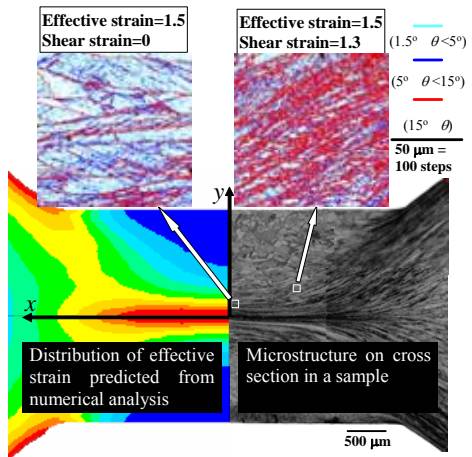 Effective strain=1.5
Shear strain=0
Effective strain=1.5
Shear strain=1.3
(1.5° θ<5°)
(5° θ<15°)
(15° θ)
50 μm =
100 steps
y
x
Distribution of effective
strain predicted from
numerical analysis
Microstructure on cross
section in a sample
500 μm